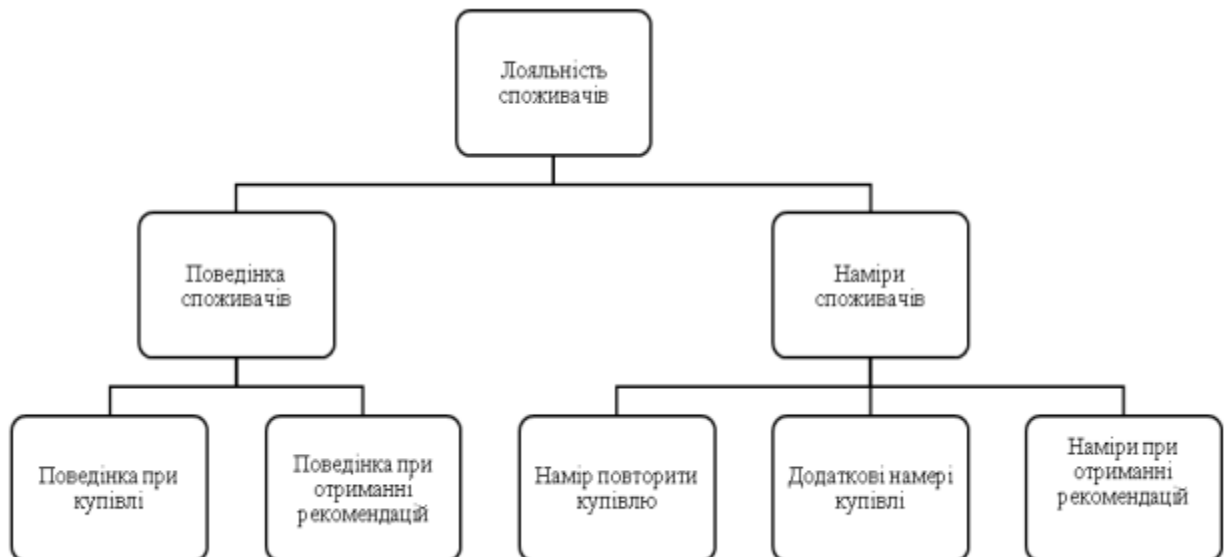 Лояльність
споживачів
Поведінка
споживачів
Наміри
споживачів
Поведінка при
купівлі
Поведінка при
отриманні
рекомендацій
Намір повторити
купівлю
Додаткові намері
купівлі
Наміри при
отриманні
рекомендацій